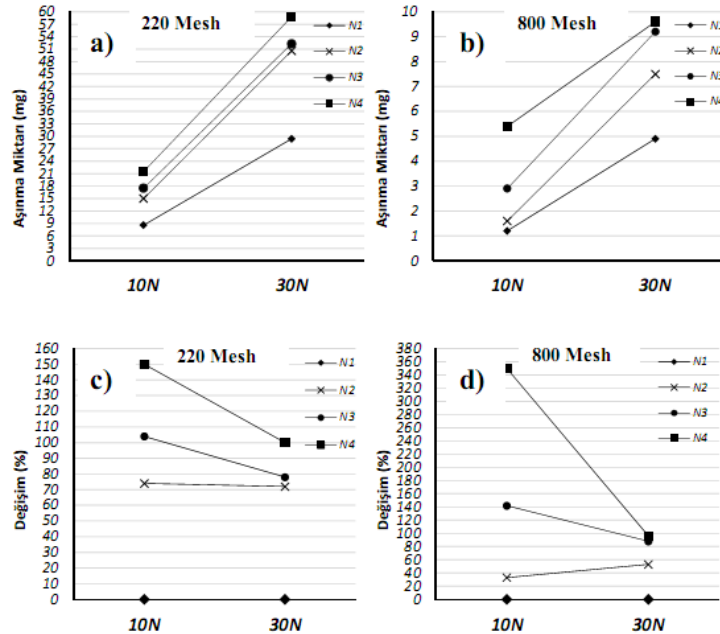 a) 220 Mesh
Aşınma Miktarı (mg)
60
57
54
51
48
45
42
39
36
33
30
27
24
21
18
15
12
9
6
3
0
10N 30N
N1
N2
N3
N4
b) 800 Mesh
Aşınma Miktarı (mg)
10
9
8
7
6
5
4
3
2
1
0
10N 30N
N1
N2
N3
N4
c) 220 Mesh
Değişim (%)
160
150
140
130
120
110
100
90
80
70
60
50
40
30
20
10
0
10N 30N
N1
N2
N3
N4
d) 800 Mesh
Değişim (%)
380
360
340
320
300
280
260
240
220
200
180
160
140
120
100
80
60
40
20
0
10N 30N
N1
N2
N3
N4